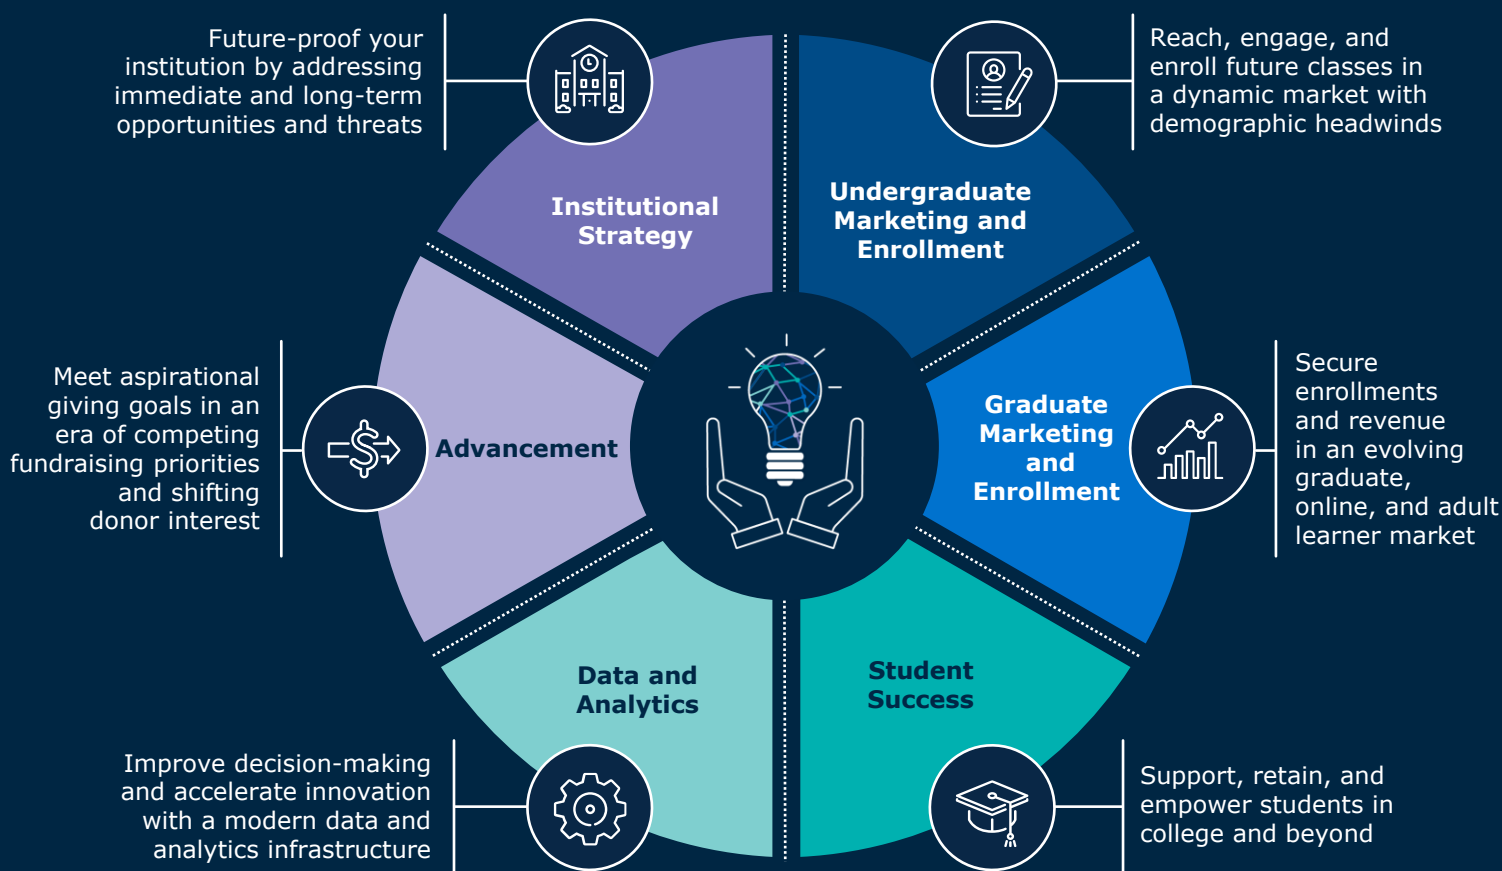 Future-proof your
institution by addressing
immediate and long-term
opportunities and threats
Institutional
Strategy
Reach, engage, and
enroll future classes in
a dynamic market with
demographic headwinds
Undergraduate
Marketing and
Enrollment
Secure
enrollments
and revenue
in an evolving
graduate,
online, and adult
learner market
Graduate
Marketing
and
Enrollment
Support, retain, and
empower students in
college and beyond
Student
Success
Improve decision-making
and accelerate innovation
with a modern data and
analytics infrastructure
Data and
Analytics
Meet aspirational
giving goals in an
era of competing
fundraising priorities
and shifting
donor interest
Advancement